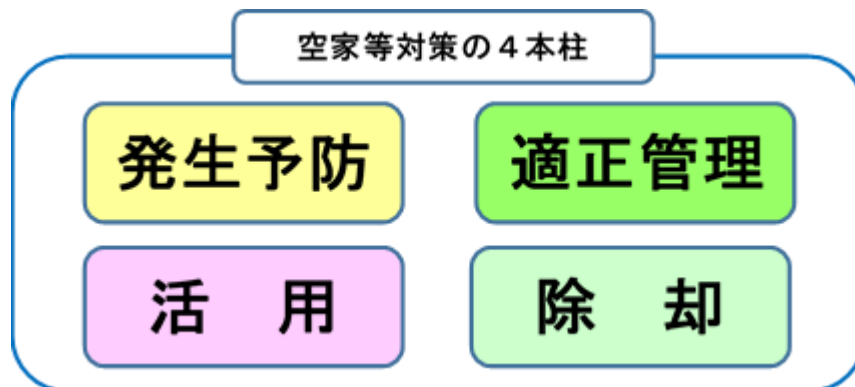 空家等対策の４本柱
発生予防
適正管理
活　用
除　却